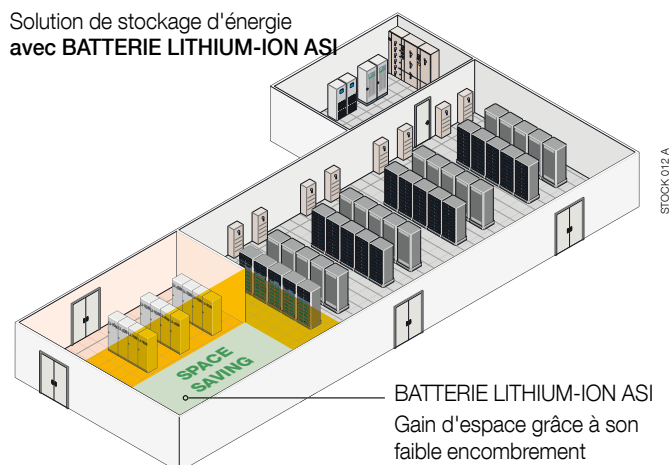 Solution de stockage d'énergie
avec BATTERIE LITHIUM-ION ASI
STOCK 012 A
SPACE
SAVING
BATTERIE LITHIUM-ION ASI
Gain d'espace grâce à son
faible encombrement